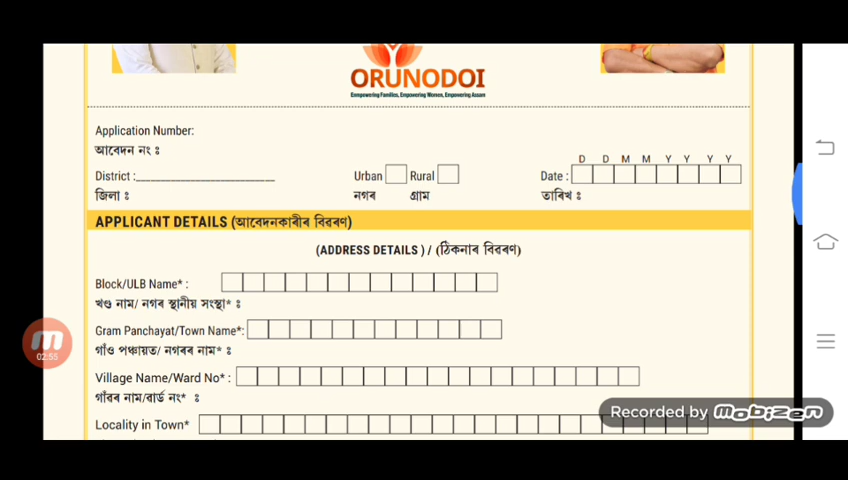 ORUNODOI
Empowering Families, Empowering Women, Empowering Assam
Application Number:
আবেদন নং ঃ
D D M M Y Y Y Y
District : Urban Rural Date :
জিলা ঃ নগৰ গ্ৰাম তাৰিখ ঃ
APPLICANT DETAILS (আবেদনকাৰীৰ বিৱৰণ)
(ADDRESS DETAILS ) / (ঠিকনাৰ বিৱৰণ)
Block/ULB Name* :
খণ্ড নাম/ নগৰ স্থানীয় সংস্থা* ঃ
Gram Panchayat/Town Name*:
গাঁও পঞ্চায়ত/ নগৰৰ নাম* ঃ
Village Name/Ward No* :
গাঁৱৰ নাম/ৱাৰ্ড নং* ঃ
Locality in Town*
02:55
Recorded by Mobizen